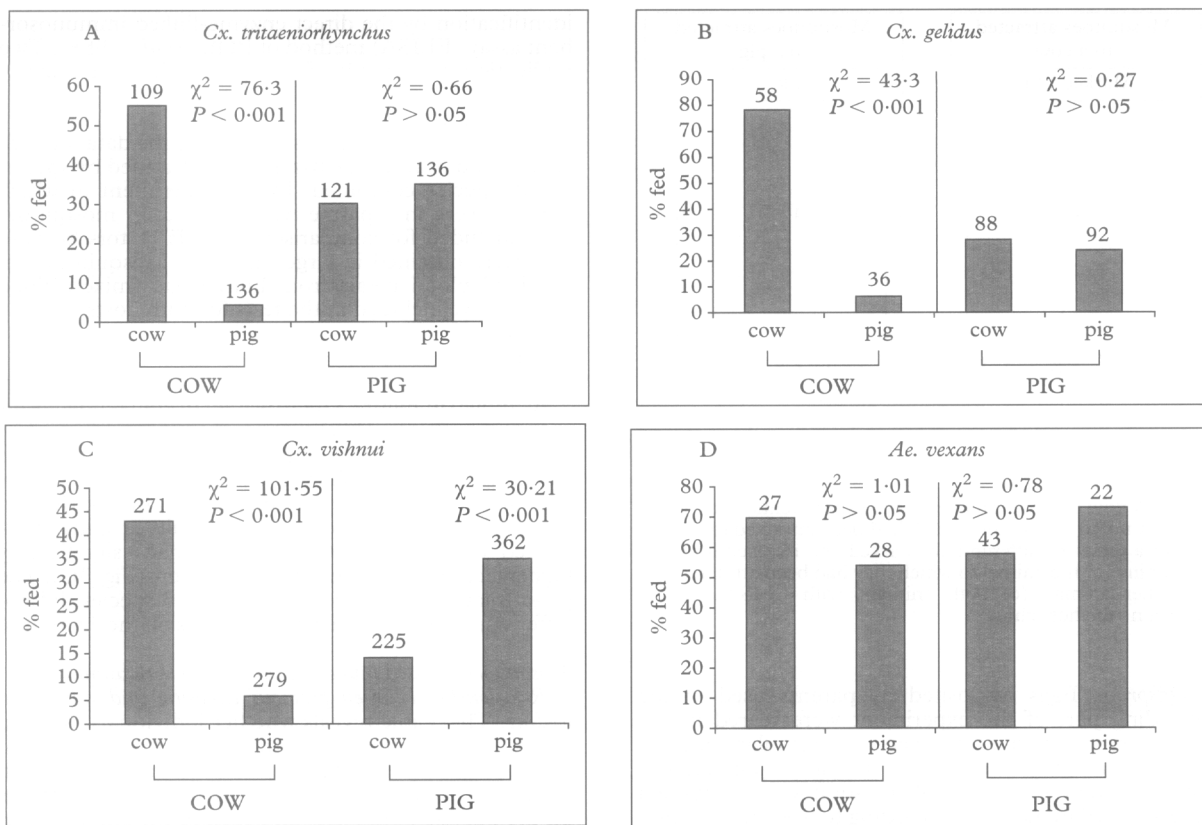 A Cx. tritaeniorhynchus
χ² = 76·3 χ² = 0·66
P < 0·001 P > 0·05
% fed
60
50
40
30
20
10
0
109 136 121 136
cow pig cow pig
COW PIG
B Cx. gelidus
χ² = 43·3 χ² = 0·27
P < 0·001 P > 0·05
% fed
90
80
70
60
50
40
30
20
10
0
58 36 88 92
cow pig cow pig
COW PIG
C Cx. vishnui
χ² = 101·55 χ² = 30·21
P < 0·001 P < 0·001
% fed
50
45
40
35
30
25
20
15
10
5
0
271 279 225 362
cow pig cow pig
COW PIG
D Ae. vexans
χ² = 1·01 χ² = 0·78
P > 0·05 P > 0·05
% fed
80
70
60
50
40
30
20
10
0
27 28 43 22
cow pig cow pig
COW PIG